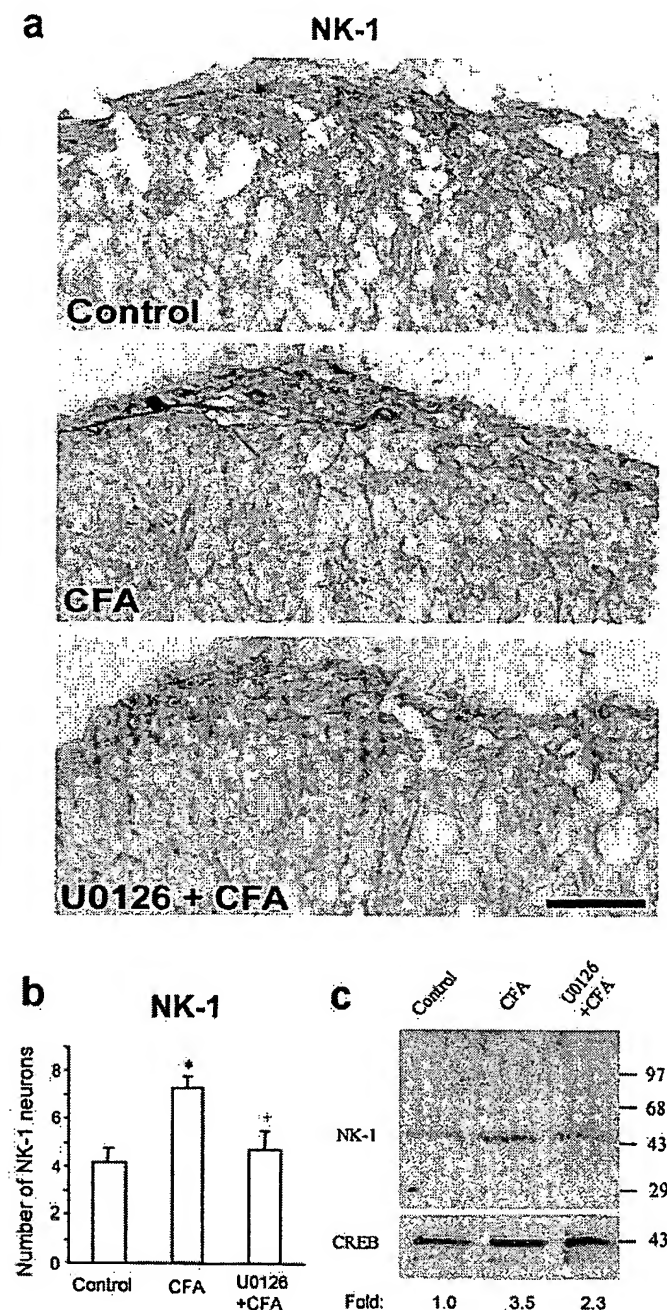 a
NK-1
Control
CFA
U0126 + CFA
b
NK-1
Number of NK-1 neurons
8
6
4
2
0
*
+
Control
CFA
U0126
+CFA
c
Control
CFA
U0126
+CFA
NK-1
97
68
43
29
CREB
43
Fold: 1.0 3.5 2.3